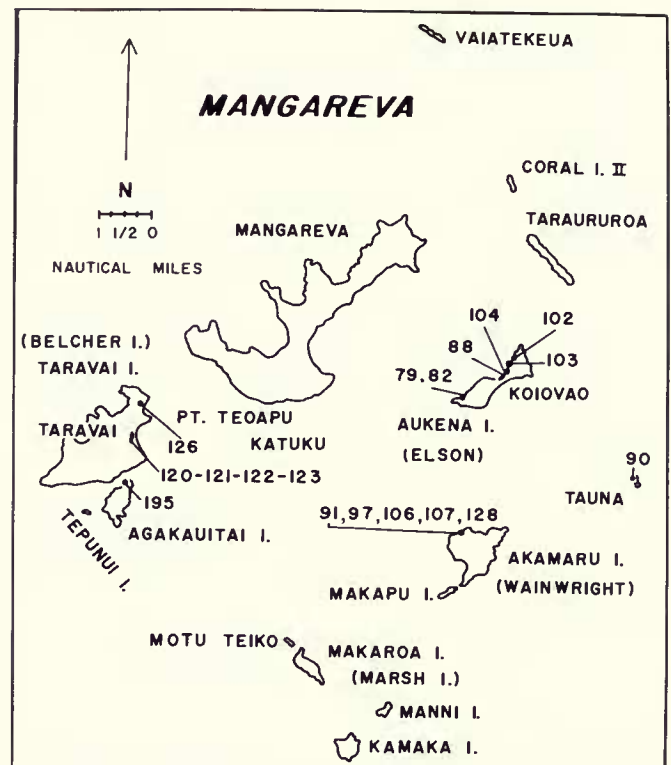 VAIATEKEUA
MANGAREVA
N
1 1/2 0
NAUTICAL MILES
CORAL I. II
TARAURUROA
MANGAREVA
(BELCHER I.)
TARAVAI I.
TARAVAI
PT. TEOAPU
KATUKU
126
120-121-122-123
195
AGAKAUITAI I.
TEPUNUI I.
104
102
88
103
79,82
KOIOVAO
AUKENA I.
(ELSON)
90
TAUNA
91,97,106,107,128
AKAMARU I.
(WAINWRIGHT)
MAKAPU I.
MOTU TEIKO
MAKAROA I.
(MARSH I.)
MANNI I.
KAMAKA I.